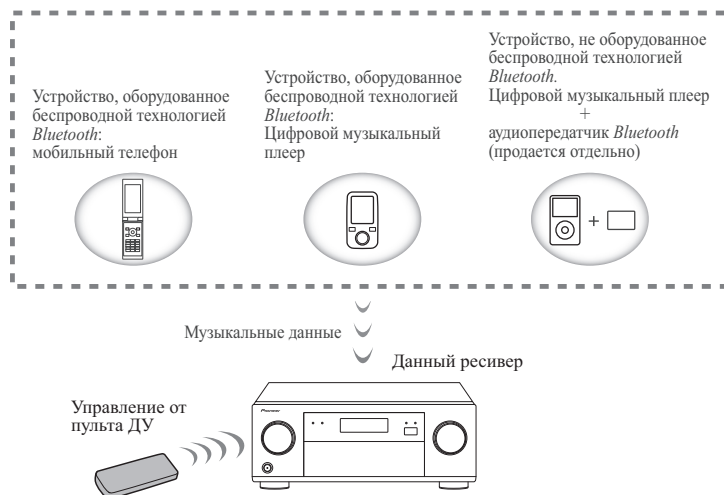 Устройство, оборудованное
беспроводной технологией
Bluetooth:
мобильный телефон
Устройство, оборудованное
беспроводной технологией
Bluetooth:
Цифровой музыкальный
плеер
Устройство, не оборудованное
беспроводной технологией
Bluetooth.
Цифровой музыкальный плеер
+
аудиопередатчик Bluetooth
(продается отдельно)
+
Музыкальные данные
Данный ресивер
Управление от
пульта ДУ
Pioneer